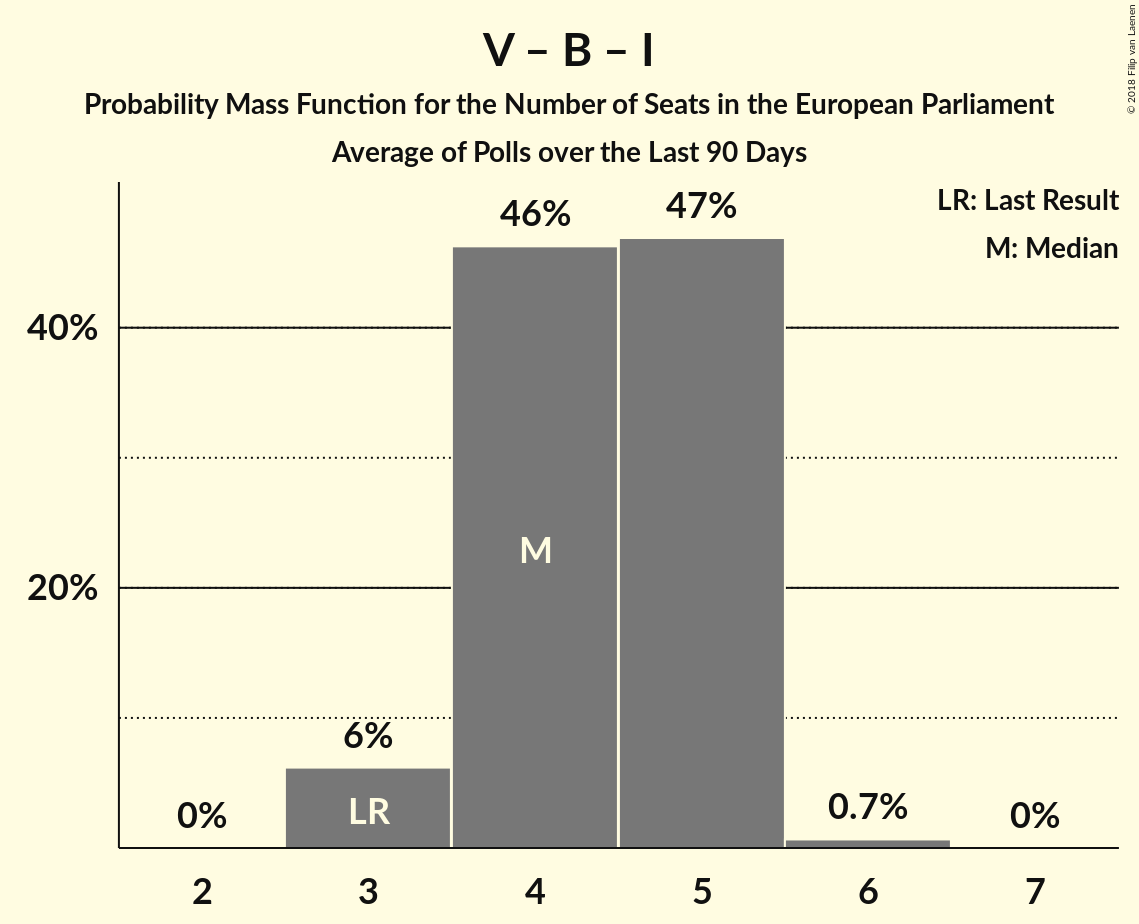 V – B – I
Probability Mass Function for the Number of Seats in the European Parliament
Average of Polls over the Last 90 Days
© 2018 Filip van Laenen
LR: Last Result
M: Median
46%
47%
40%
M
20%
6%
LR
0%
0.7%
0%
2 3 4 5 6 7